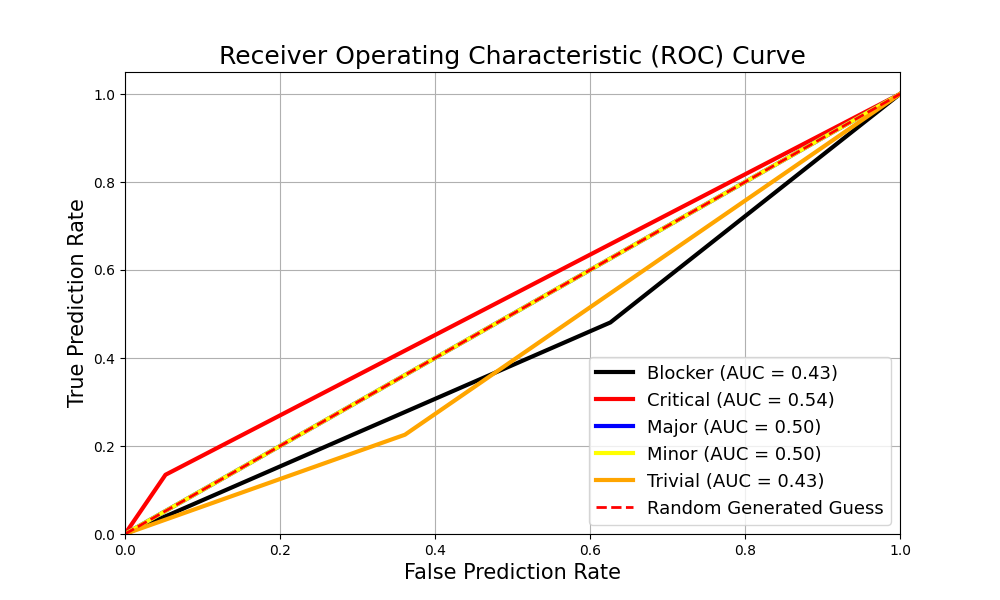 Receiver Operating Characteristic (ROC) Curve
True Prediction Rate
1.0
0.8
0.6
0.4
0.2
0.0
Blocker (AUC = 0.43)
Critical (AUC = 0.54)
Major (AUC = 0.50)
Minor (AUC = 0.50)
Trivial (AUC = 0.43)
Random Generated Guess
0.0 0.2 0.4 0.6 0.8 1.0
False Prediction Rate